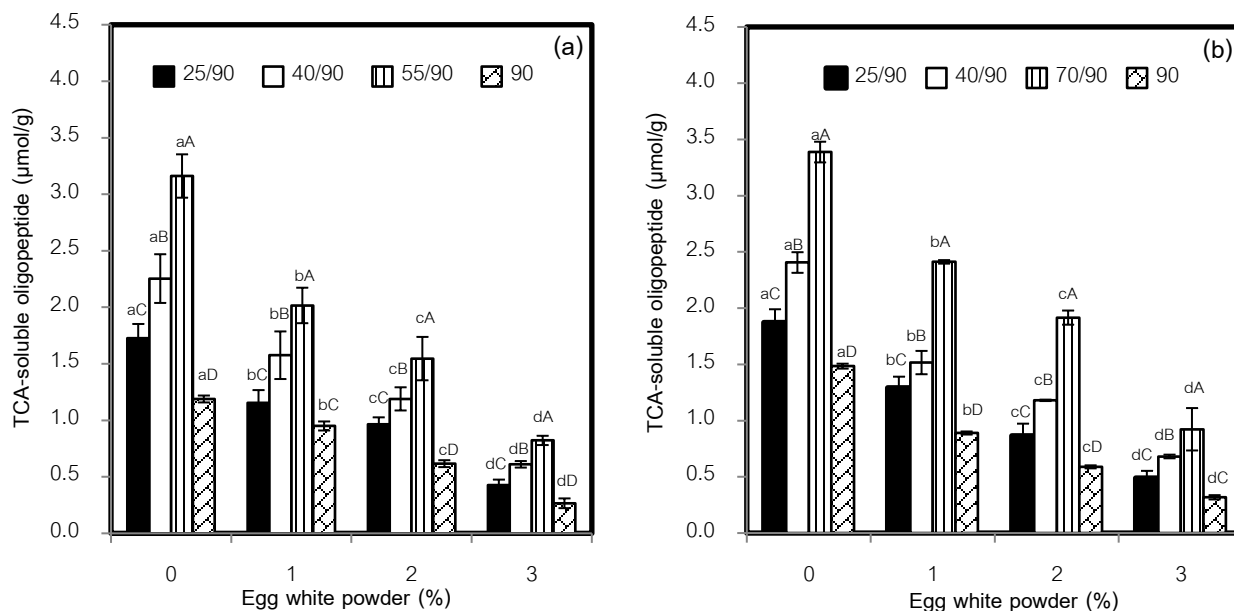 (a)
25/90 40/90 55/90 90
TCA-soluble oligopeptide (µmol/g)
4.5
4.0
3.5
3.0
2.5
2.0
1.5
1.0
0.5
0.0
aC aB aA aD
bC bB bA bC
cC cB cA cD
dC dB dA dD
0 1 2 3
Egg white powder (%)
(b)
25/90 40/90 70/90 90
TCA-soluble oligopeptide (µmol/g)
4.5
4.0
3.5
3.0
2.5
2.0
1.5
1.0
0.5
0.0
aC aB aA aD
bC bB bA bD
cC cB cA cD
dC dB dA dC
0 1 2 3
Egg white powder (%)